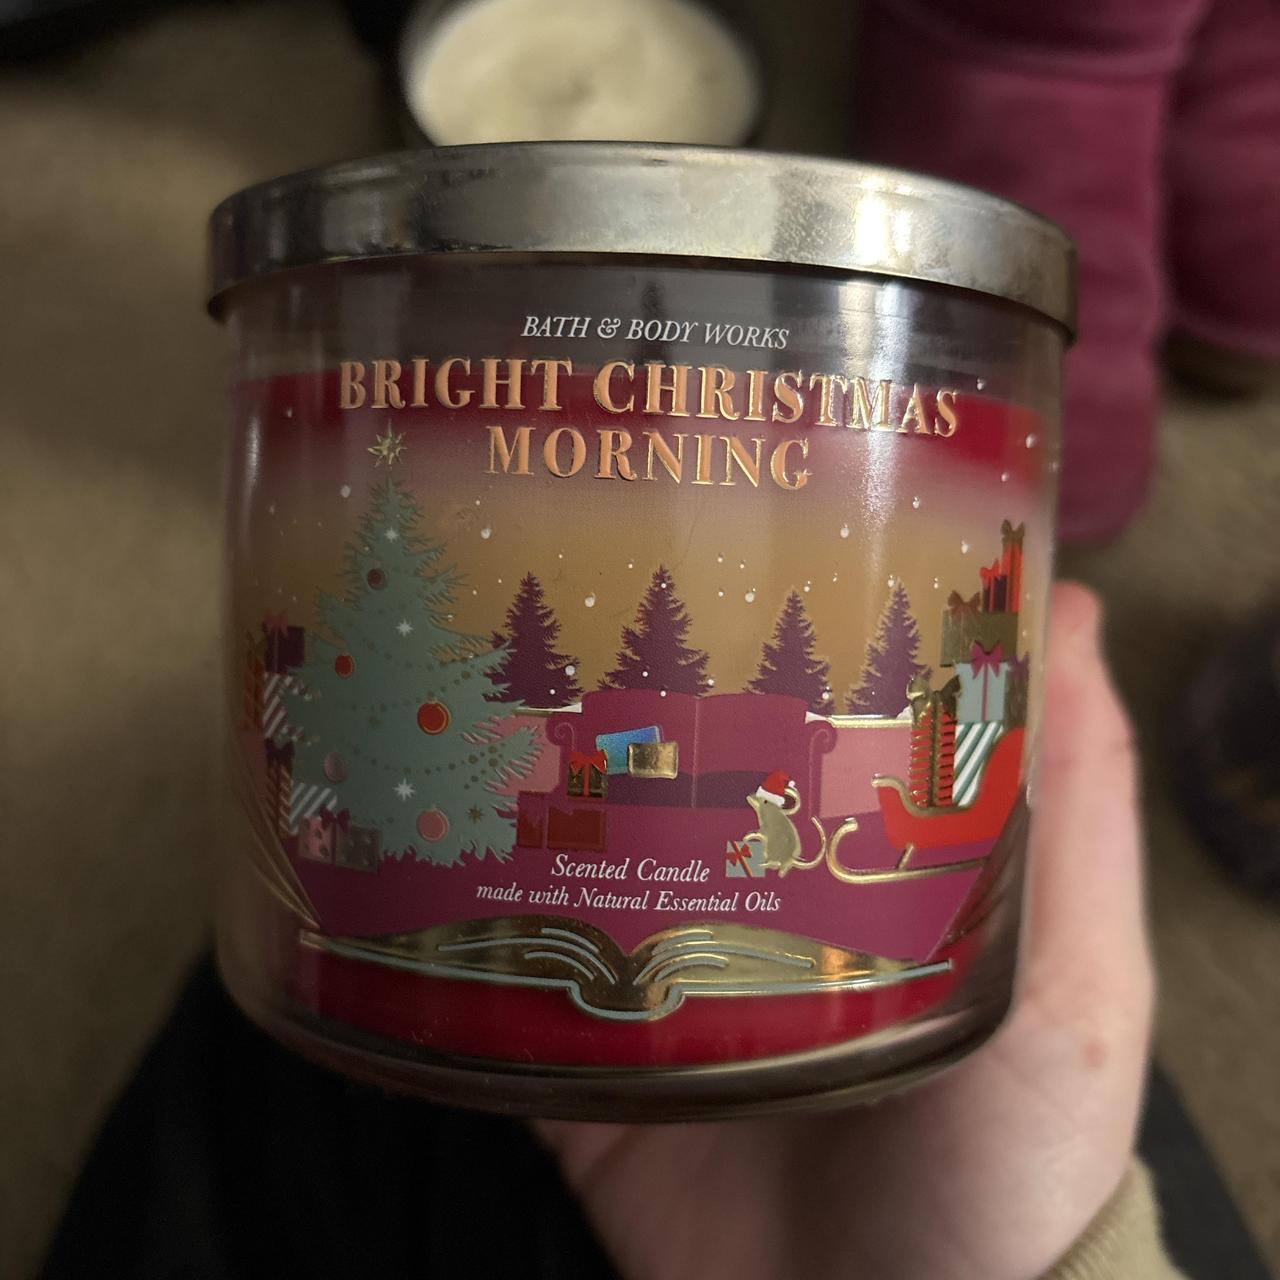 BATH & BODY WORKS
BRIGHT CHRISTMAS
MORNING
Scented Candle
made with Natural Essential Oils